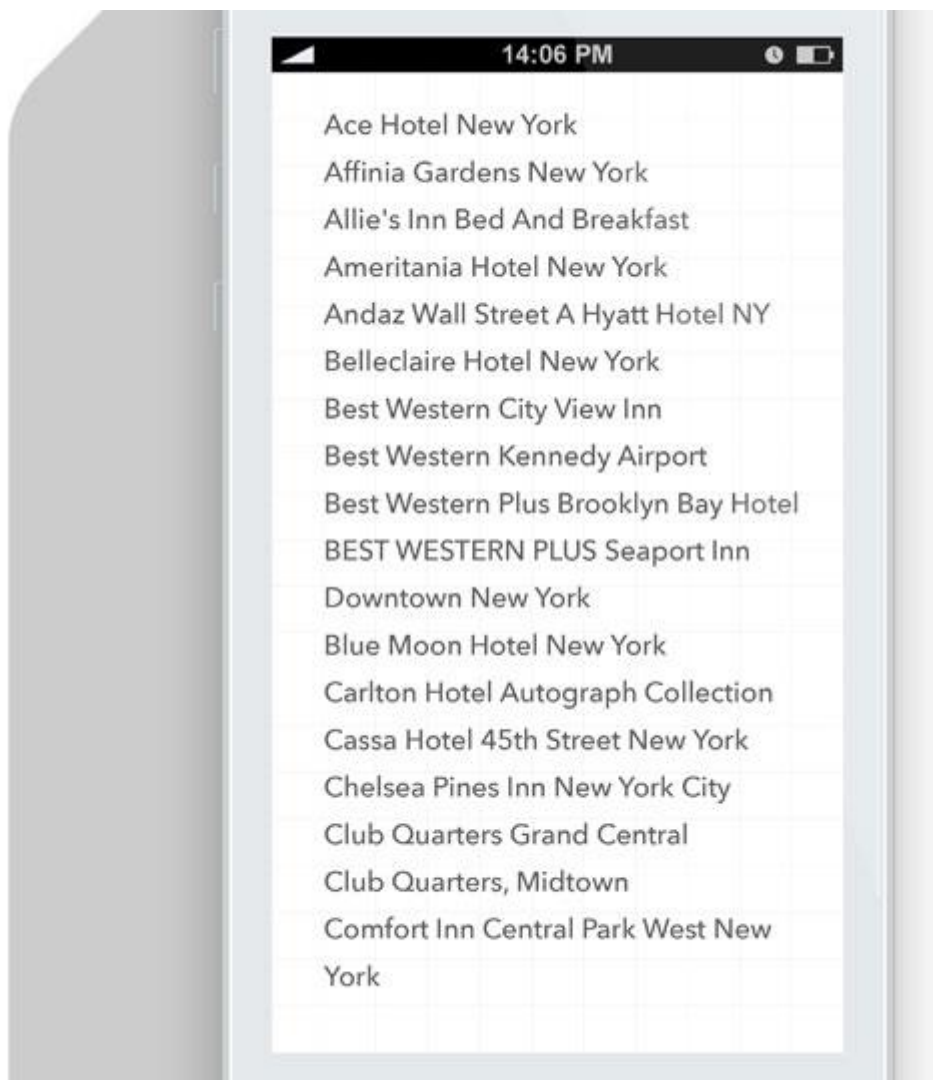 14:06 PM
Ace Hotel New York
Affinia Gardens New York
Allie's Inn Bed And Breakfast
Ameritania Hotel New York
Andaz Wall Street A Hyatt Hotel NY
Belleclaire Hotel New York
Best Western City View Inn
Best Western Kennedy Airport
Best Western Plus Brooklyn Bay Hotel
BEST WESTERN PLUS Seaport Inn
Downtown New York
Blue Moon Hotel New York
Carlton Hotel Autograph Collection
Cassa Hotel 45th Street New York
Chelsea Pines Inn New York City
Club Quarters Grand Central
Club Quarters, Midtown
Comfort Inn Central Park West New
York